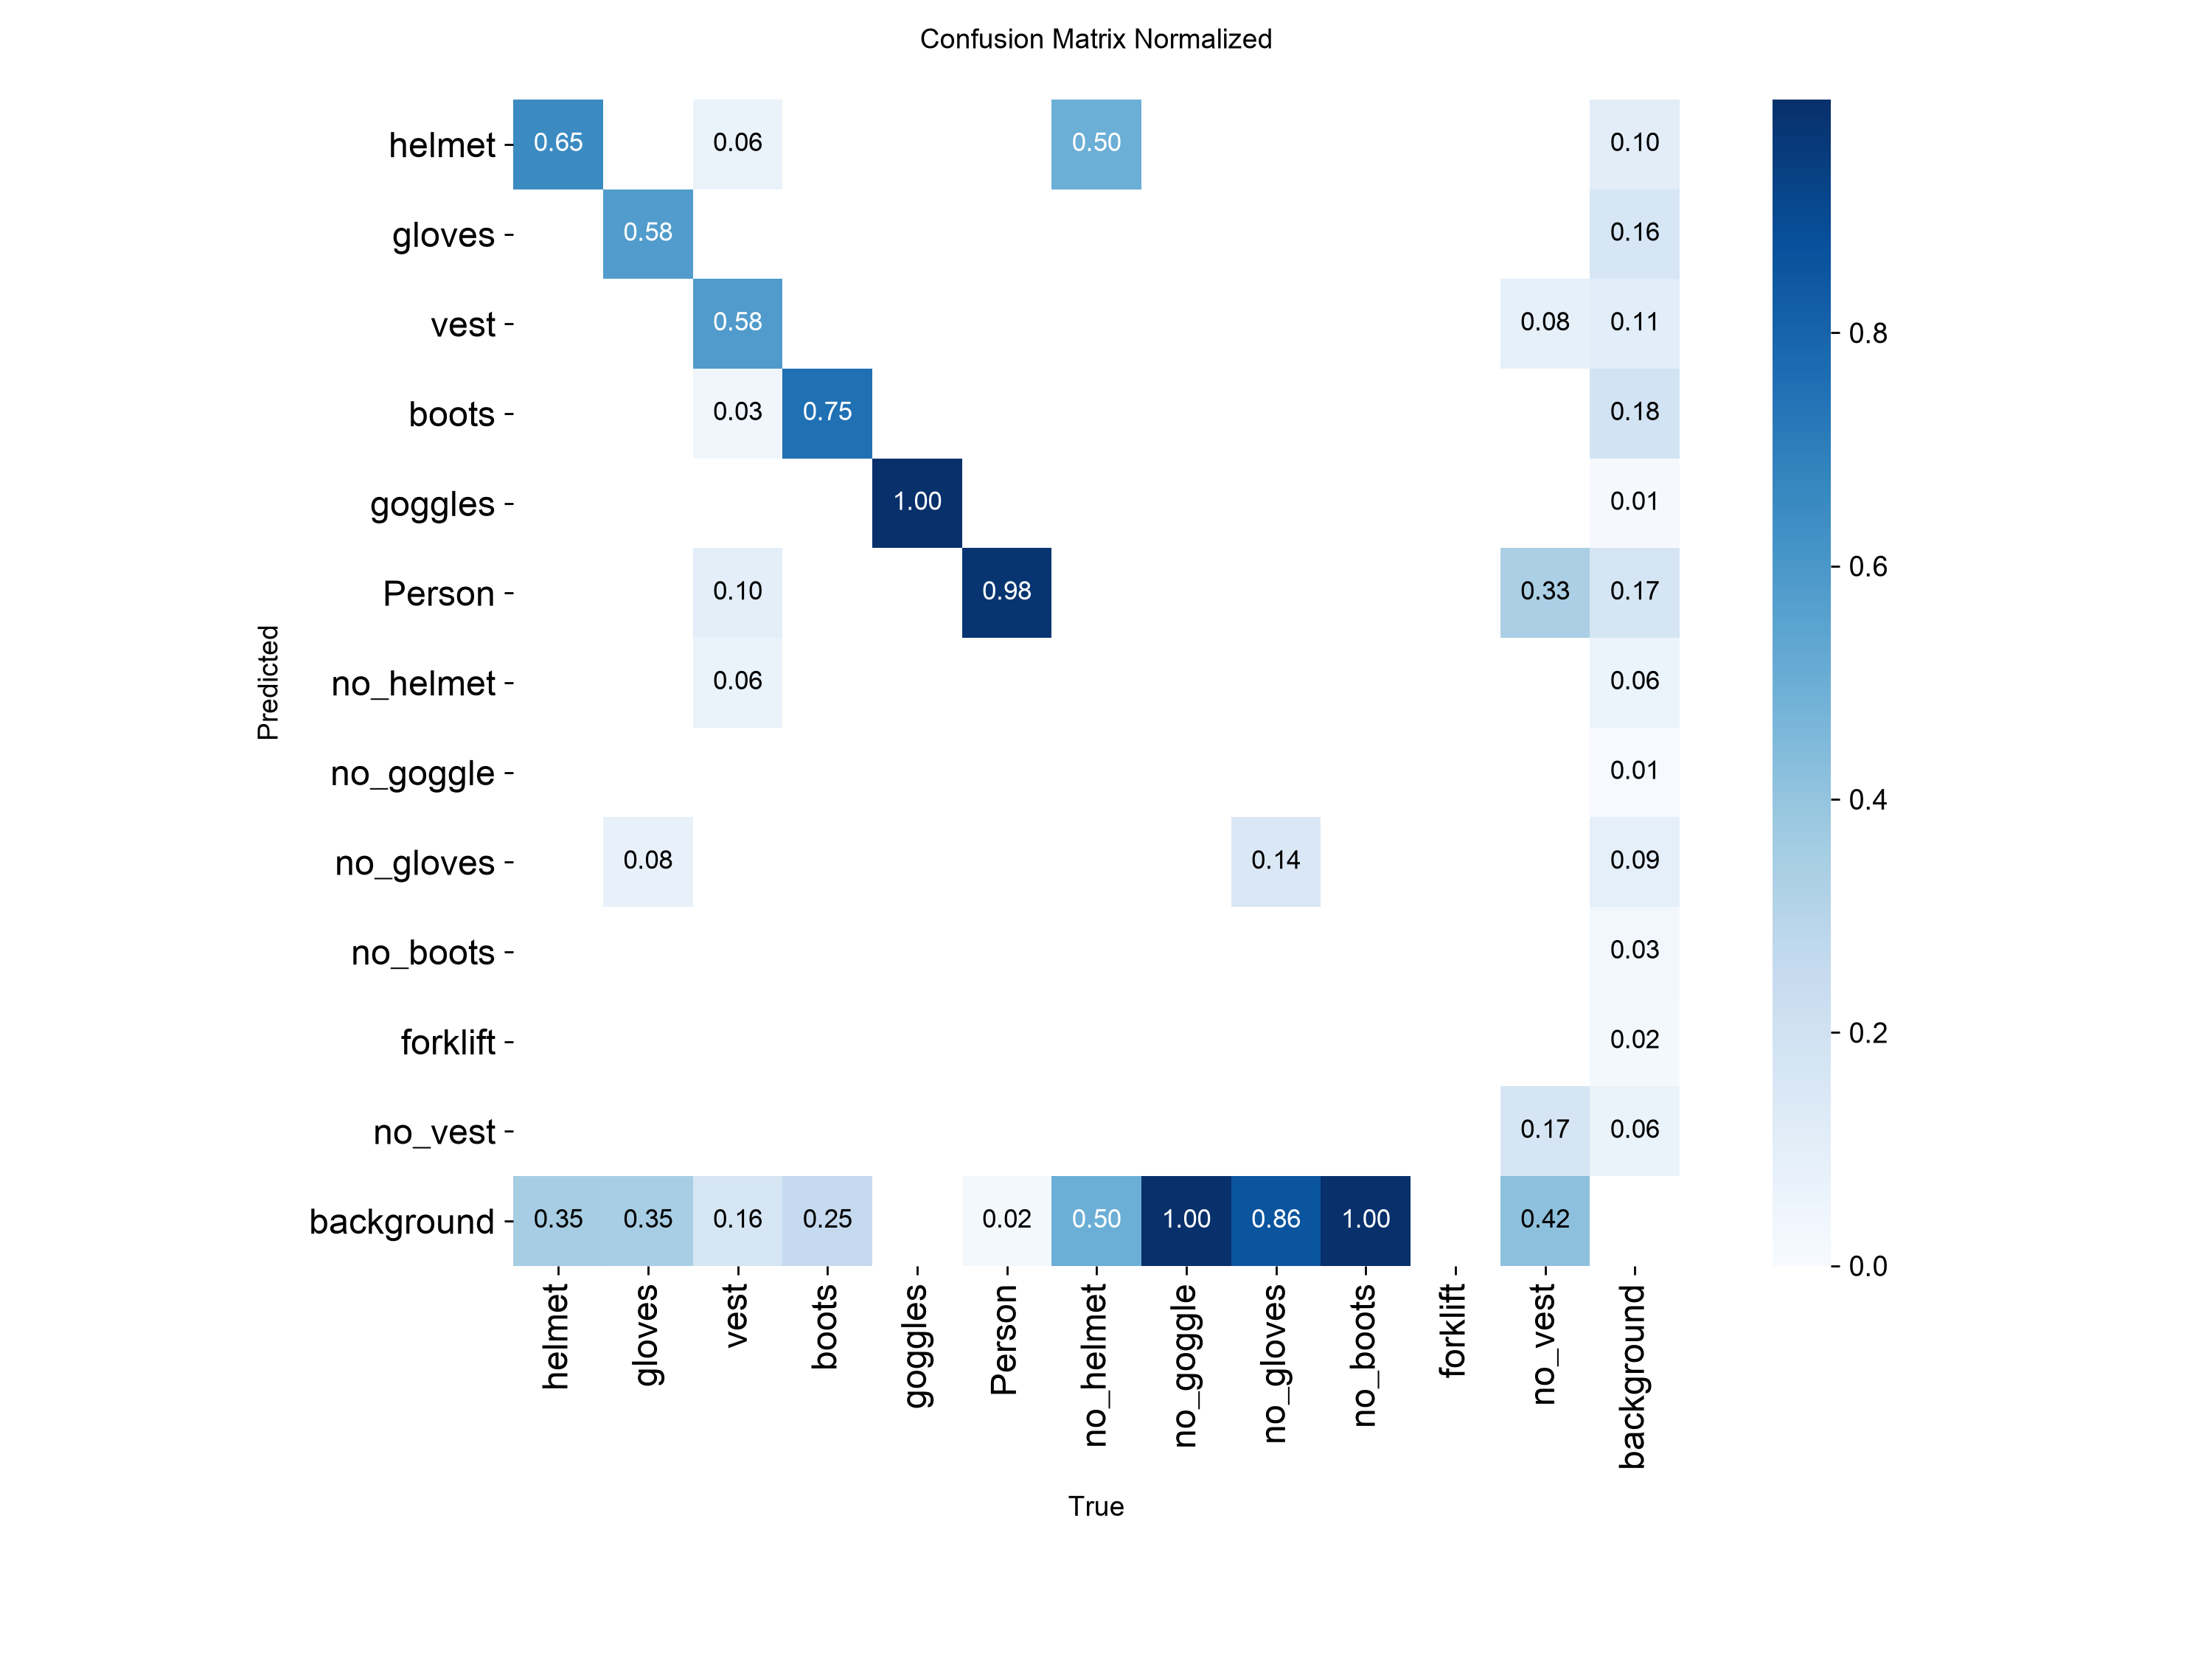 Confusion Matrix Normalized
helmet 0.65 0.06 0.50 0.10
gloves 0.58 0.16
vest 0.58 0.08 0.11 0.8
boots 0.03 0.75 0.18
goggles 1.00 0.01
0.6
Person 0.10 0.98 0.33 0.17
Predicted
no_helmet 0.06 0.06
no_goggle 0.01
0.4
no_gloves 0.08 0.14 0.09
no_boots 0.03
forklift 0.02
0.2
no_vest 0.17 0.06
background 0.35 0.35 0.16 0.25 0.02 0.50 1.00 0.86 1.00 0.42
0.0
helmet
gloves
vest
boots
goggles
Person
no_helmet
no_goggle
no_gloves
no_boots
forklift
no_vest
background
True